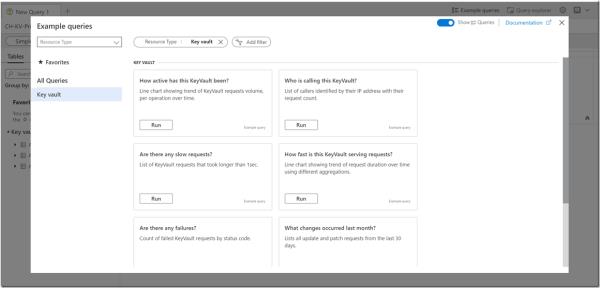 New Query 1
+
Example queries
Query explorer
CH-KV-Pr
Example queries
Show
Queries
Documentation
Resource Type
Resource Type : Key vault
Add filter
Simple
Tables
Favorites
KEY VAULT
All Queries
Key vault
Group by:
Favori
You can
the
Key vau
How active has this KeyVault been?
Line chart showing trend of KeyVault requests volume,
per operation over time.
Run
Example query
Who is calling this KeyVault?
List of callers identified by their IP address with their
request count.
Run
Example query
Are there any slow requests?
List of KeyVault requests that took longer than 1sec.
Run
Example query
How fast is this KeyVault serving requests?
Line chart showing trend of request duration over time
using different aggregations.
Run
Example query
Are there any failures?
Count of failed KeyVault requests by status code.
What changes occurred last month?
Lists all update and patch requests from the last 30
days.